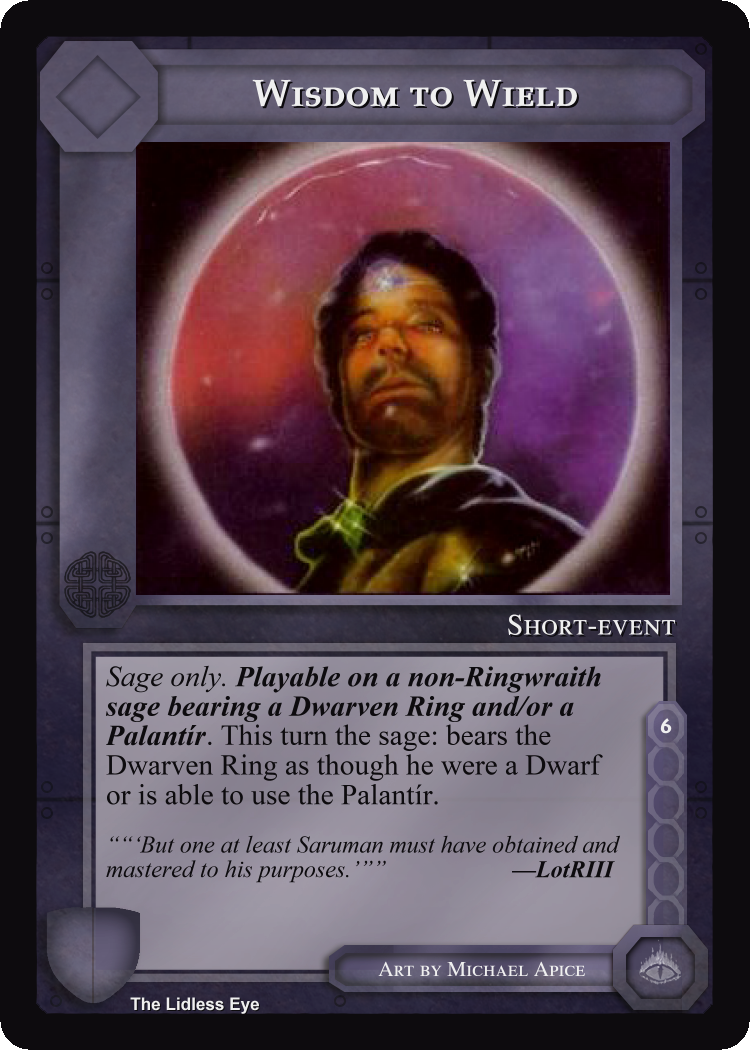 Wisdom to Wield
Short-event
Sage only. Playable on a non-Ringwraith
sage bearing a Dwarven Ring and/or a
Palantír. This turn the sage: bears the
Dwarven Ring as though he were a Dwarf
or is able to use the Palantír.
6
““‘But one at least Saruman must have obtained and
mastered to his purposes.’”” —LotRIII
Art by Michael Apice
The Lidless Eye